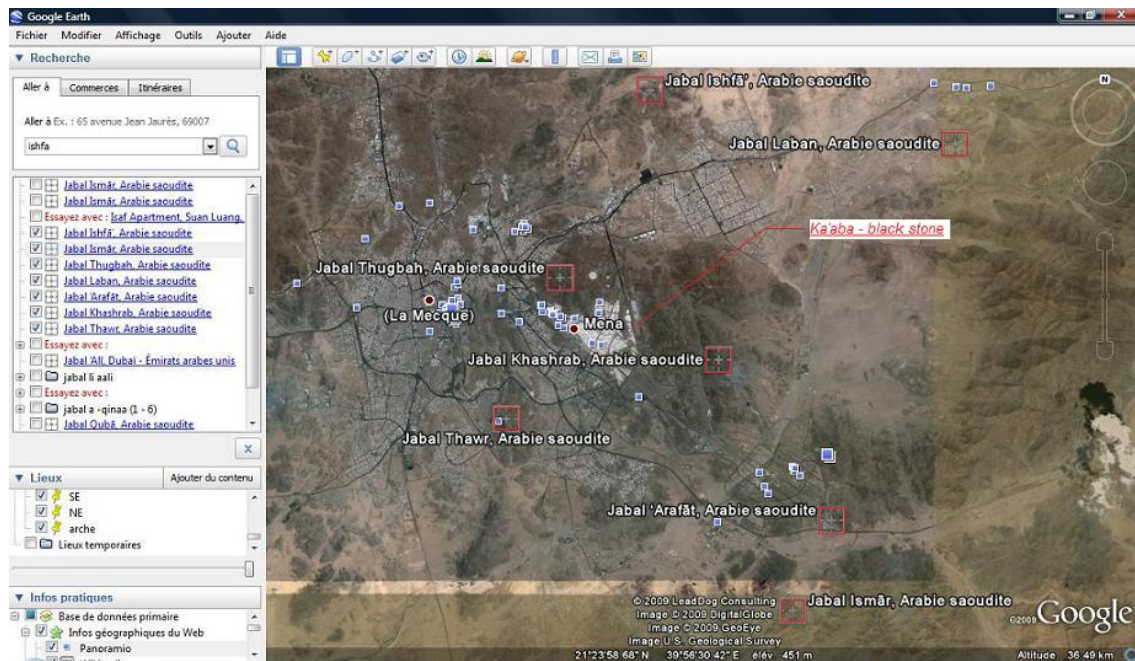 Google Earth
Fichier Modifier Affichage Outils Ajouter Aide
Recherche
Aller à Commerces Itinéraires
Aller à Ex. : 65 avenue Jean Jaurès, 69007
ishfa
Jabal Ismār, Arabie saoudite
Jabal Ismār, Arabie saoudite
Essayez avec : Isaf Apartment, Suan Luang,
Jabal Ishfā', Arabie saoudite
Jabal Ismār, Arabie saoudite
Jabal Thugbah, Arabie saoudite
Jabal Laban, Arabie saoudite
Jabal 'Arafāt, Arabie saoudite
Jabal Khashrab, Arabie saoudite
Jabal Thawr, Arabie saoudite
Essayez avec :
Jabal 'Alī, Dubaï - Émirats arabes unis
jabal li aali
Essayez avec :
jabal a -qinaa (1 - 6)
Jabal Qubā, Arabie saoudite
X
Lieux Ajouter du contenu
SE
NE
arche
Lieux temporaires
Infos pratiques
Base de données primaire
Infos géographiques du Web
Panoramio
Jabal Ishfā', Arabie saoudite
N
Jabal Laban, Arabie saoudite
Ka'aba - black stone
Jabal Thugbah, Arabie saoudite
(La Mecque)
Mena
Jabal Khashrab, Arabie saoudite
Jabal Thawr, Arabie saoudite
Jabal 'Arafāt, Arabie saoudite
Jabal Ismār, Arabie saoudite
© 2009 LeadDog Consulting
Image © 2009 DigitalGlobe
Image © 2009 GeoEye
Image U.S. Geological Survey
©2009 Google
21°23'58.68" N 39°56'30.42" E élév. 451 m
Altitude 36.49 km